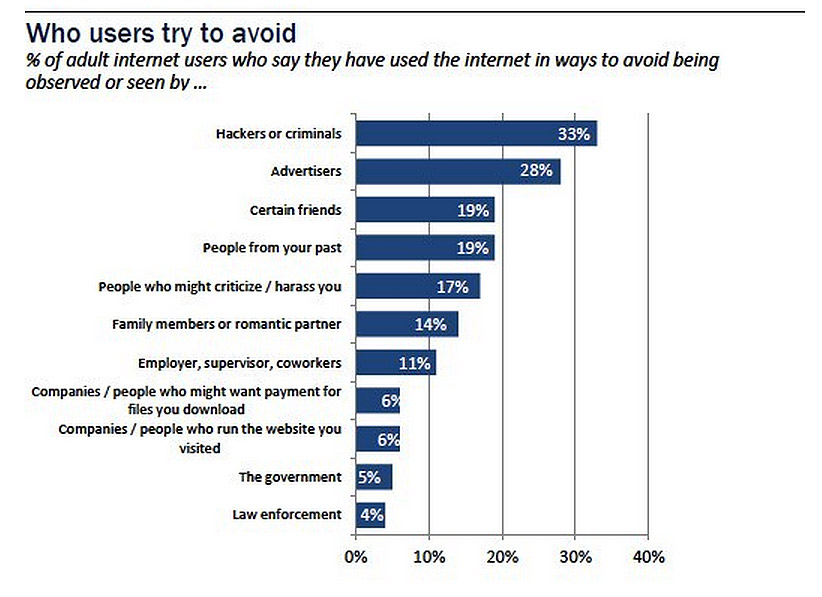 Who users try to avoid
% of adult internet users who say they have used the internet in ways to avoid being
observed or seen by ...
Hackers or criminals 33%
Advertisers 28%
Certain friends 19%
People from your past 19%
People who might criticize / harass you 17%
Family members or romantic partner 14%
Employer, supervisor, coworkers 11%
Companies / people who might want payment for
files you download 6%
Companies / people who run the website you
visited 6%
The government 5%
Law enforcement 4%
0% 10% 20% 30% 40%